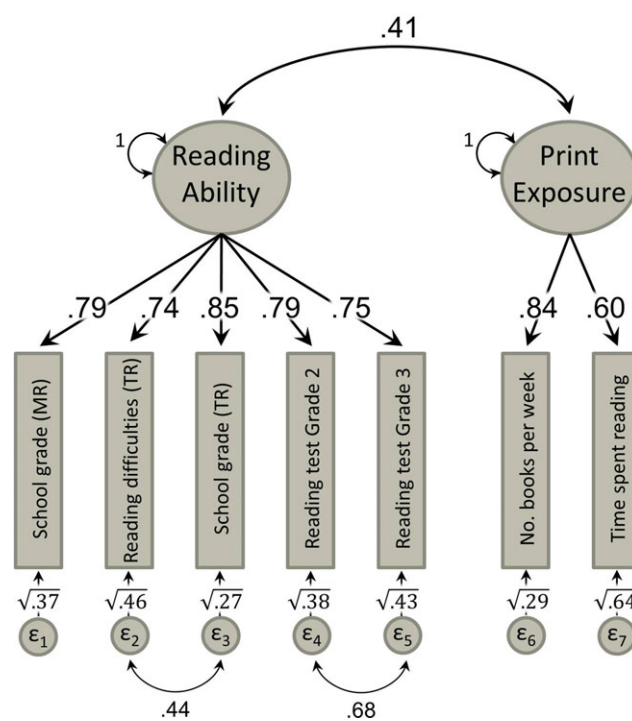 .41
1
Reading
Ability
1
Print
Exposure
.79
.74
.85
.79
.75
.84
.60
School grade (MR)
Reading difficulties (TR)
School grade (TR)
Reading test Grade 2
Reading test Grade 3
No. books per week
Time spent reading
√.37
√.46
√.27
√.38
√.43
√.29
√.64
ε1
ε2
ε3
ε4
ε5
ε6
ε7
.44
.68